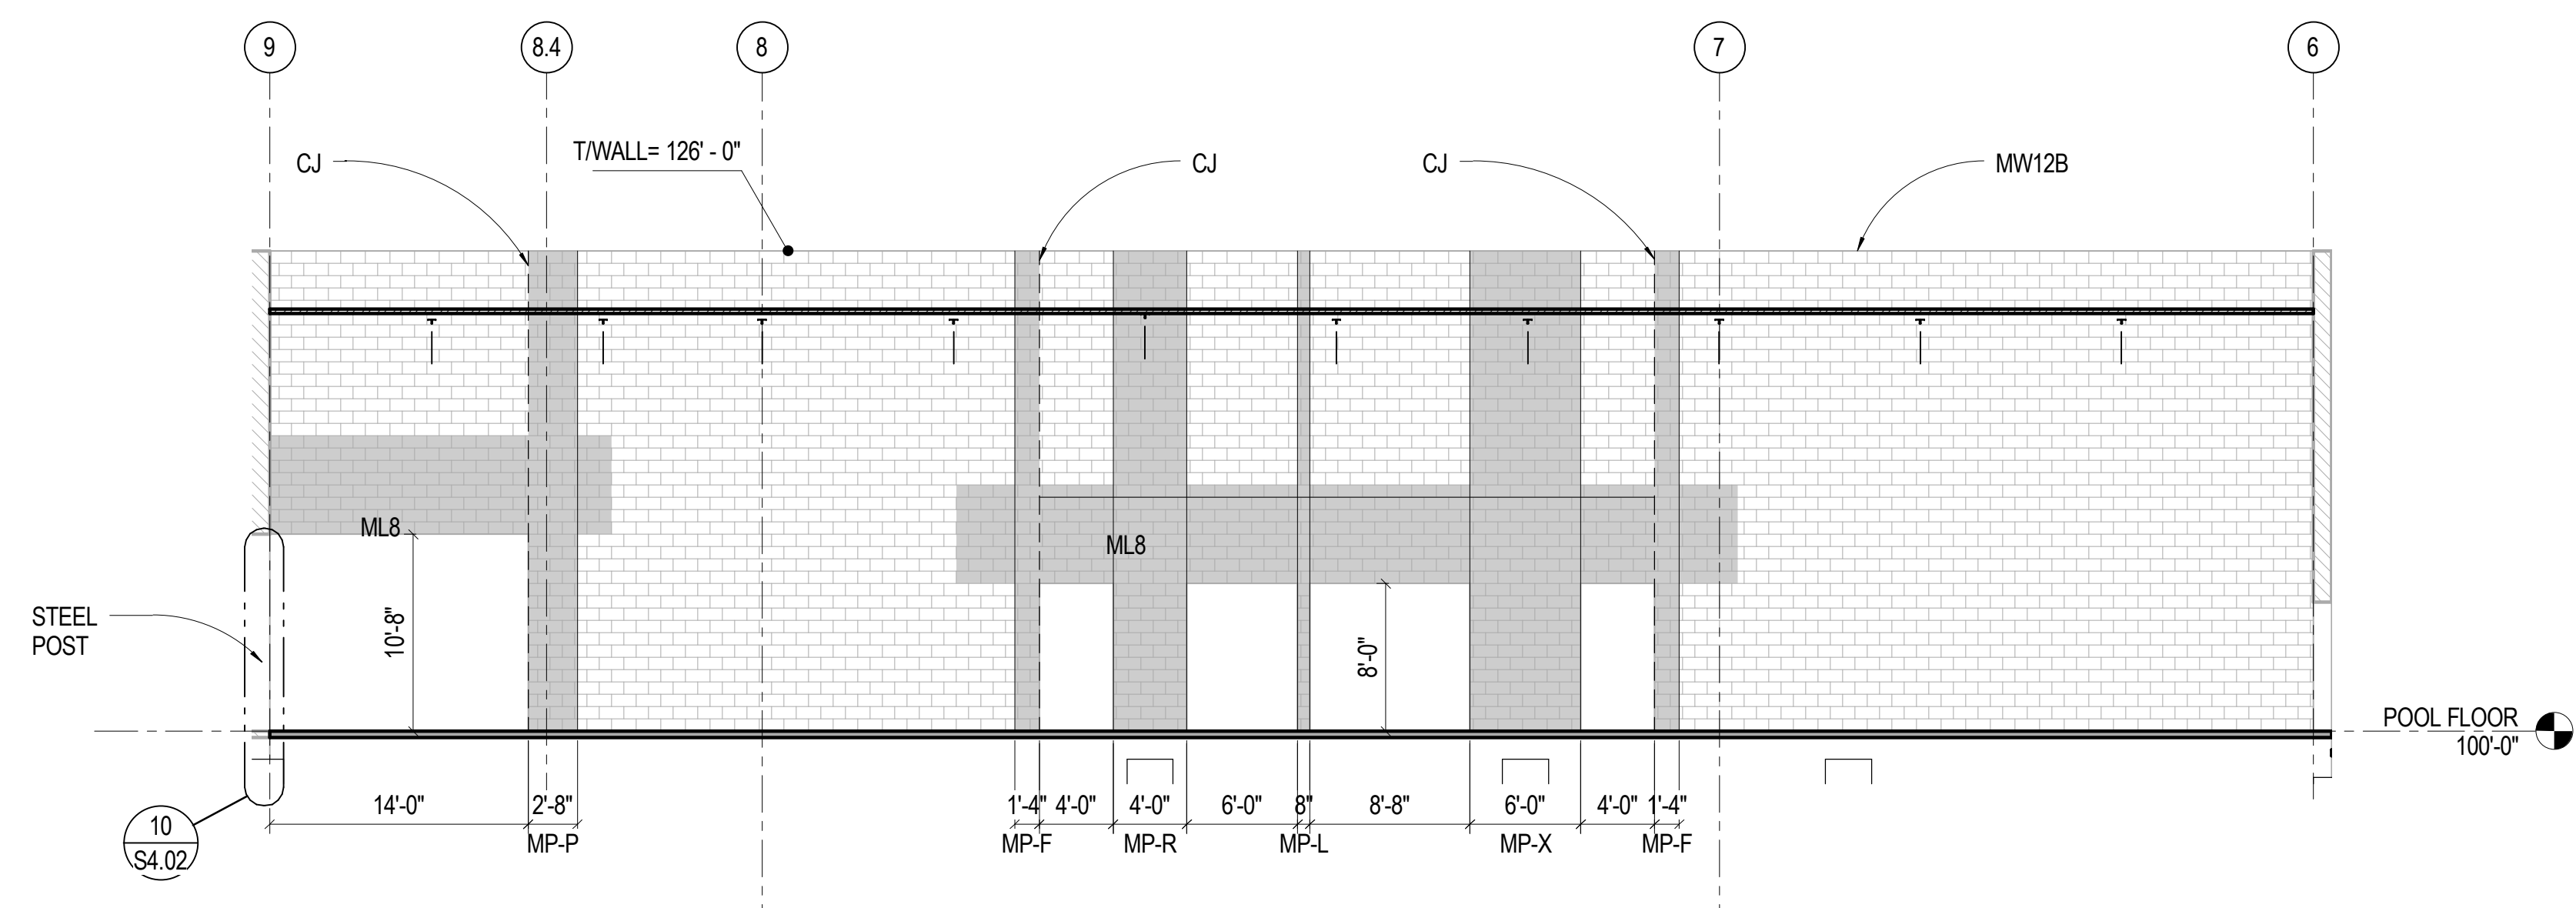 9
8.4
8
7
6
CJ
T/WALL= 126' - 0"
CJ
CJ
MW12B
ML8
ML8
STEEL
POST
10'-8"
8'-0"
POOL FLOOR
100'-0"
14'-0"
2'-8"
1'-4"
4'-0"
4'-0"
6'-0"
8"
8'-8"
6'-0"
4'-0"
1'-4"
MP-P
MP-F
MP-R
MP-L
MP-X
MP-F
10
S4.02